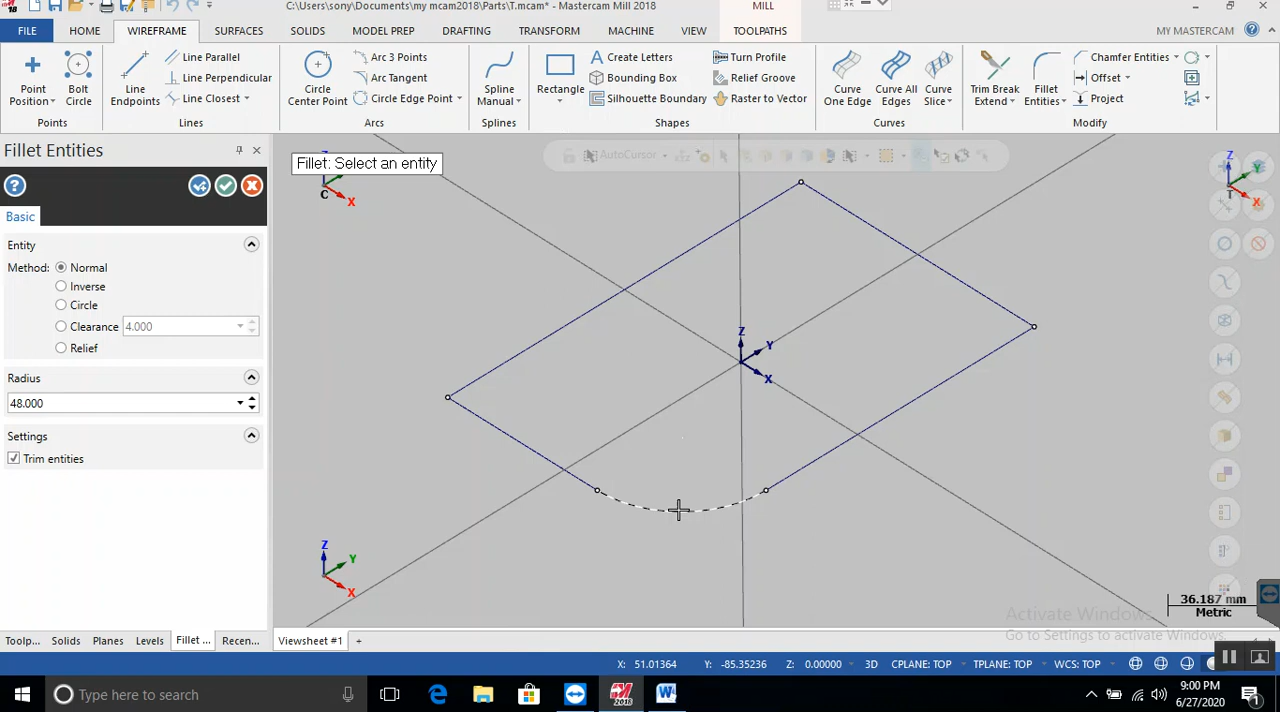 18
C:\Users\sony\Documents\my mcam2018\Parts\T.mcam* - Mastercam Mill 2018
MILL
FILE HOME WIREFRAME SURFACES SOLIDS MODEL PREP DRAFTING TRANSFORM MACHINE VIEW TOOLPATHS MY MASTERCAM
Point Position
Bolt Circle
Points
Line Endpoints
Line Parallel
Line Perpendicular
Line Closest
Lines
Circle Center Point
Arc 3 Points
Arc Tangent
Circle Edge Point
Arcs
Spline Manual
Splines
Rectangle
Create Letters
Bounding Box
Silhouette Boundary
Turn Profile
Relief Groove
Raster to Vector
Shapes
Curve One Edge
Curve All Edges
Curve Slice
Curves
Trim Break Extend
Fillet Entities
Chamfer Entities
Offset
Project
Modify
Fillet Entities
Basic
Entity
Method: Normal
Inverse
Circle
Clearance 4.000
Relief
Radius
48.000
Settings
Trim entities
Fillet: Select an entity
AutoCursor
Z
C X
Z
Y
T X
Z
Y
X
Z
Y
X
36.187 mm
Metric
Activate Windows
Go to Settings to activate Windows.
Toolp... Solids Planes Levels Fillet ... Recen... Viewsheet #1 +
X: 51.01364 Y: -85.35236 Z: 0.00000 3D CPLANE: TOP TPLANE: TOP WCS: TOP
Type here to search
2018
9:00 PM
6/27/2020
1